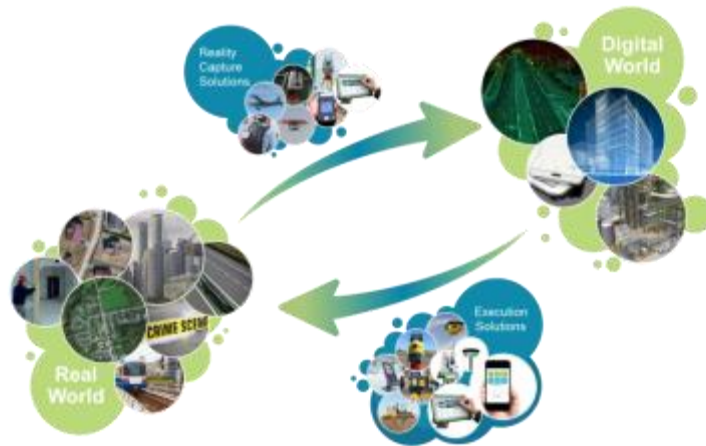 Reality
Capture
Solutions
Digital
World
CRIME SCENE
Real
World
Execution
Solutions